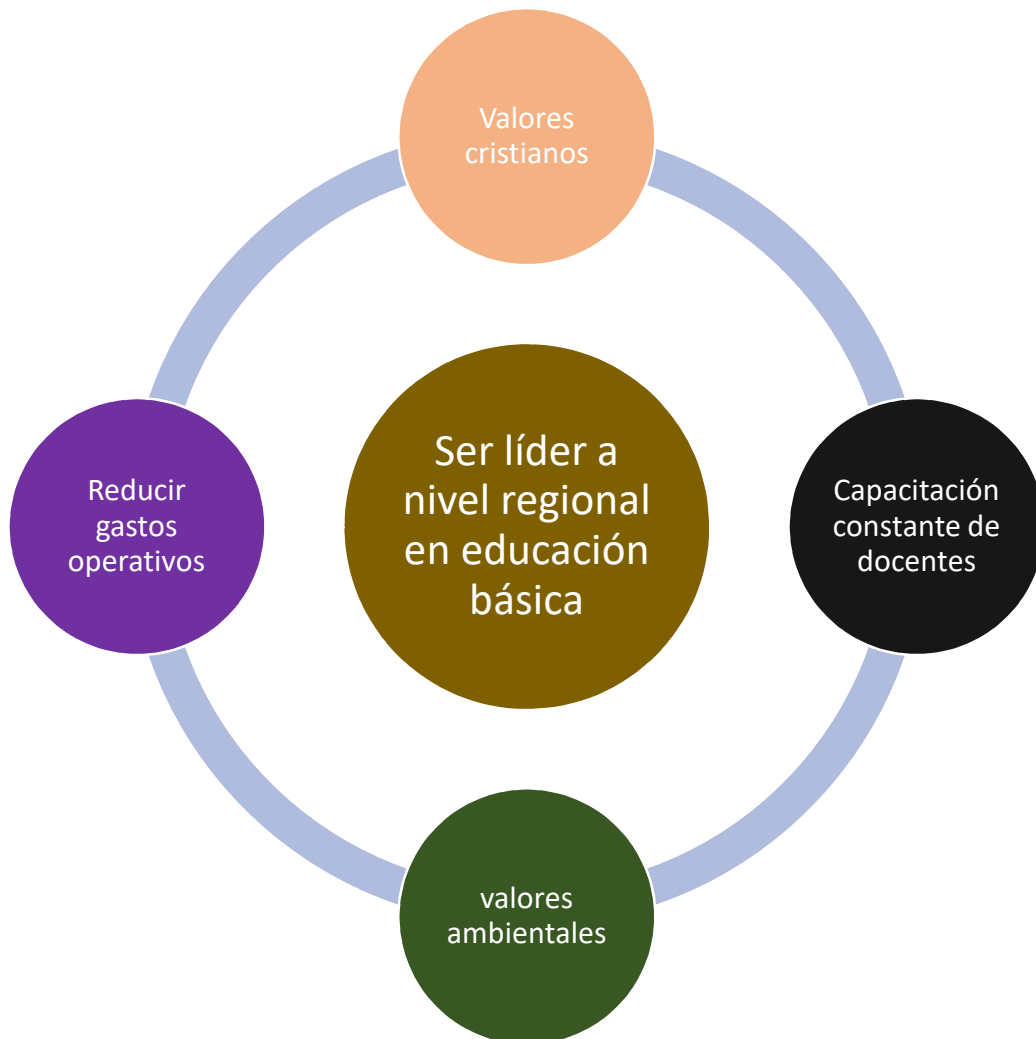 Valores
cristianos
Ser líder a
nivel regional
en educación
básica
Reducir
gastos
operativos
Capacitación
constante de
docentes
valores
ambientales